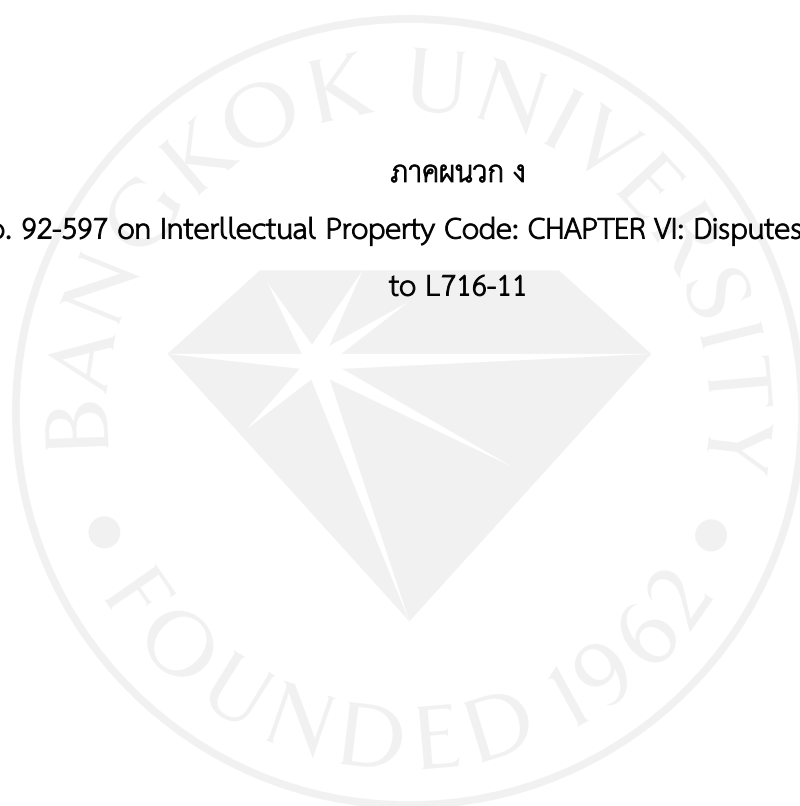 ภาคผนวก ง
o. 92-597 on Interllectual Property Code: CHAPTER VI: Disputes
to L716-11
BANGKOK UNIVERSITY
FOUNDED 1962